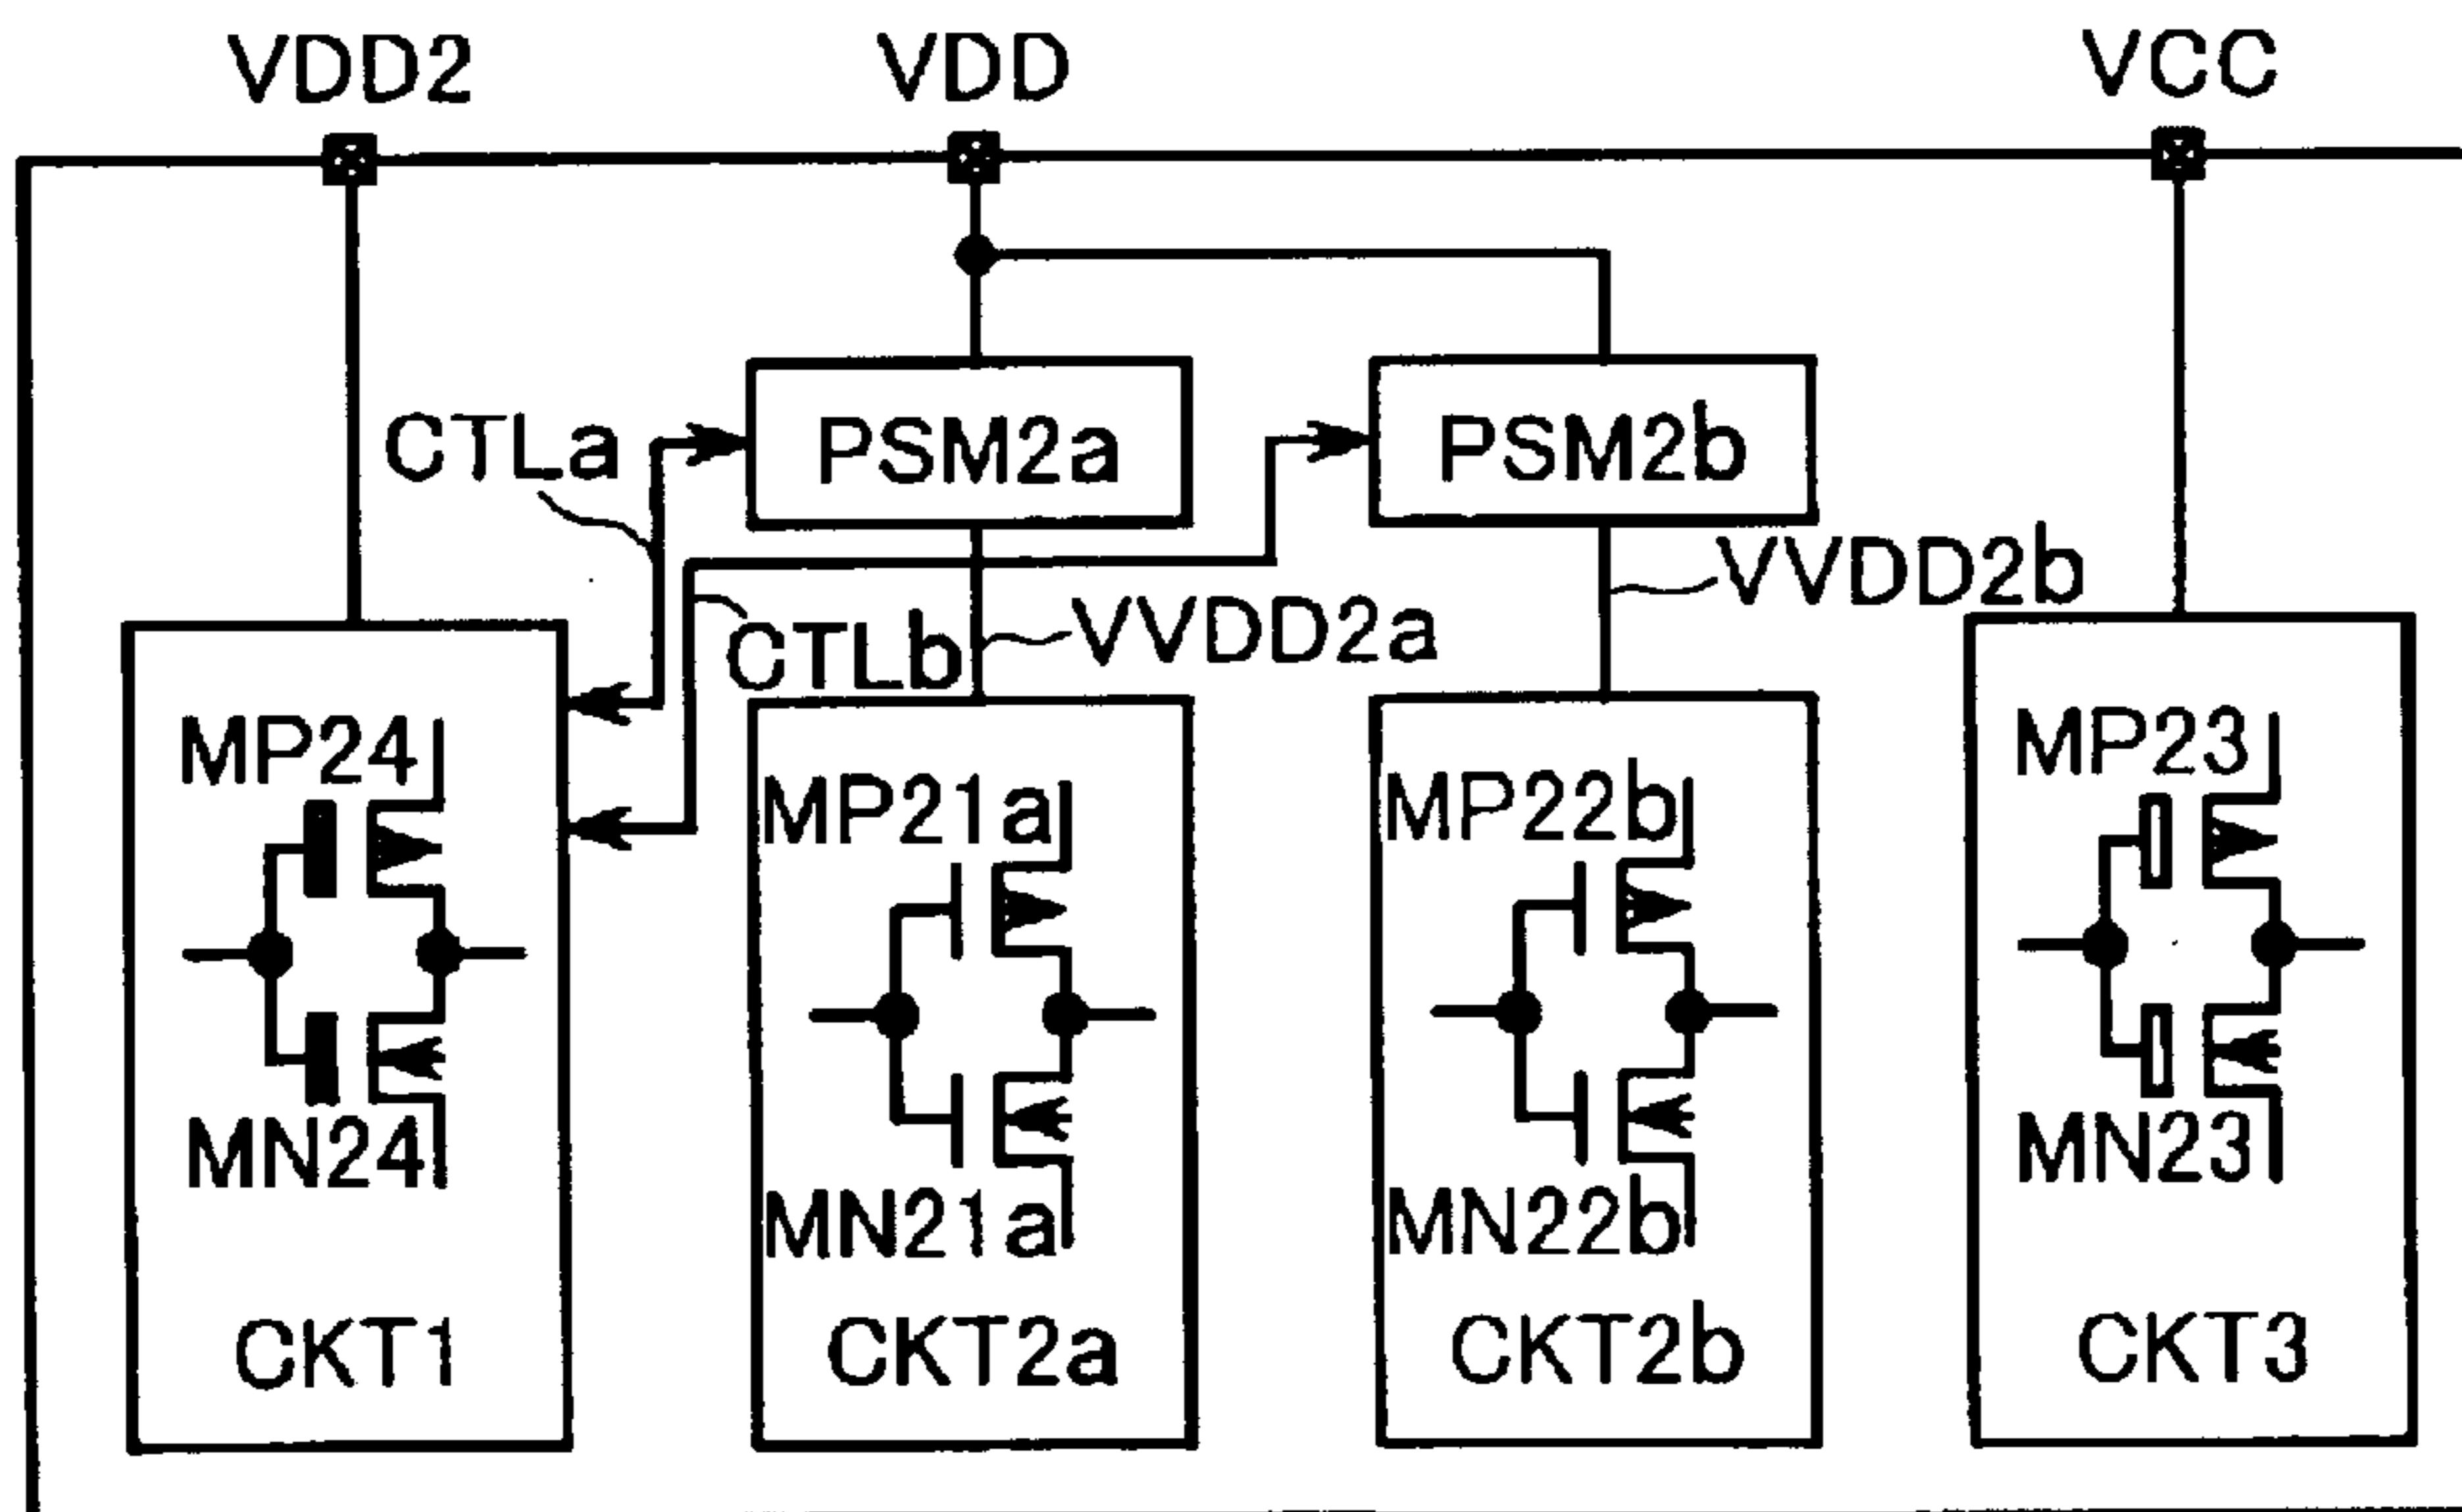 VDD2
VDD
VCC
CTLa
PSM2a
PSM2b
VVDD2b
CTLb
VVDD2a
MP24
MP21a
MP22b
MP23
MN24
MN21a
MN22b
MN23
CKT1
CKT2a
CKT2b
CKT3